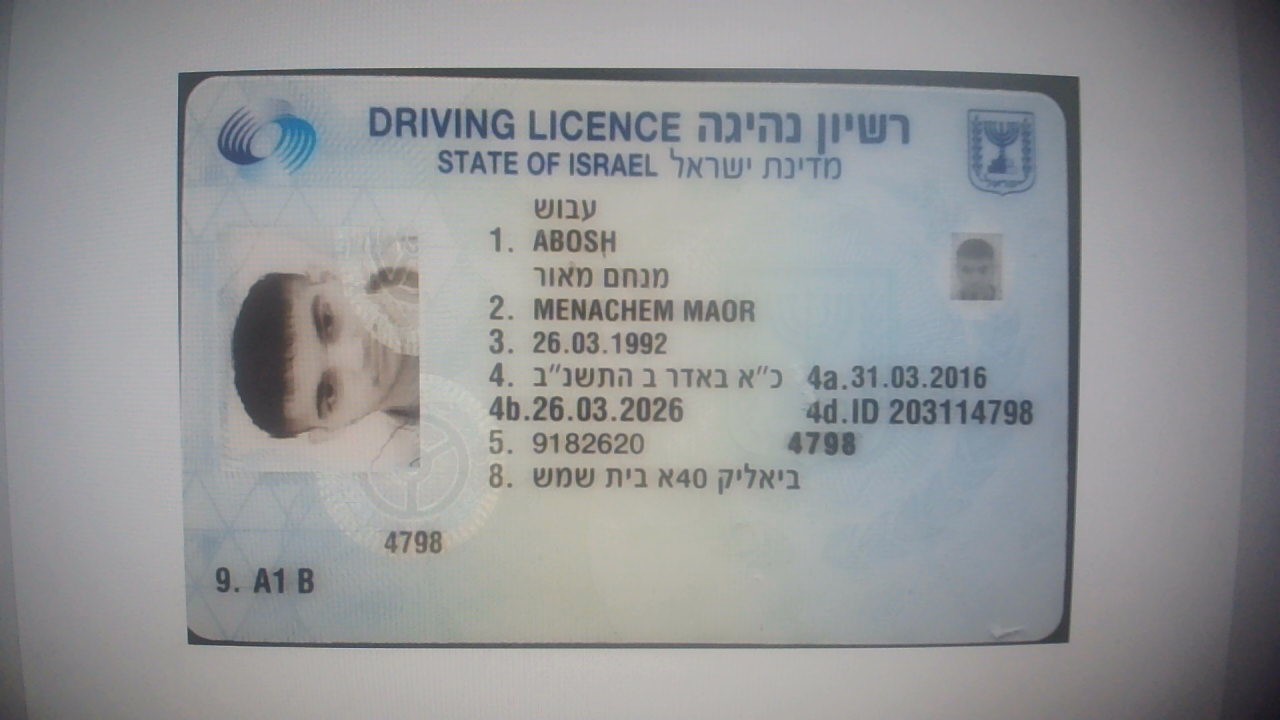 DRIVING LICENCE רשיון נהיגה
STATE OF ISRAEL מדינת ישראל
עבוש
1. ABOSH
מנחם מאור
2. MENACHEM MAOR
3. 26.03.1992
4. כ״א באדר ב התשנ״ב 4a.31.03.2016
4b.26.03.2026 4d.ID 203114798
5. 9182620 4798
8. ביאליק 40א בית שמש
4798
9. A1 B